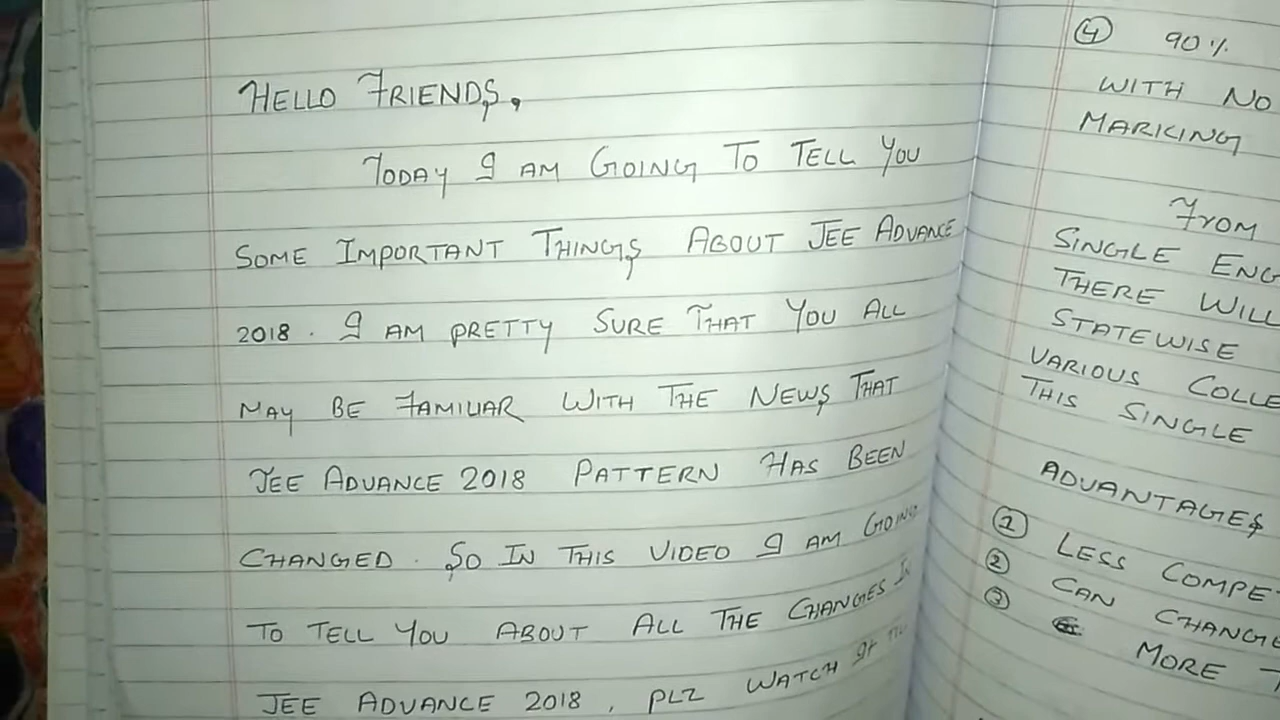 HELLO FRIENDS,
TODAY I AM GOING TO TELL YOU
SOME IMPORTANT THINGS ABOUT JEE ADVANCE
2018. I AM PRETTY SURE THAT YOU ALL
MAY BE FAMILIAR WITH THE NEWS THAT
JEE ADVANCE 2018 PATTERN HAS BEEN
CHANGED. SO IN THIS VIDEO I AM GOING
TO TELL YOU ABOUT ALL THE CHANGES IN
JEE ADVANCE 2018, PLZ WATCH IT
4 90%
WITH NO
MARKING
FROM
SINGLE ENG
THERE WILL
STATEWISE
VARIOUS COLLE
THIS SINGLE
ADVANTAGES
1 LESS COMPE
2 CAN CHANGE
3 MORE